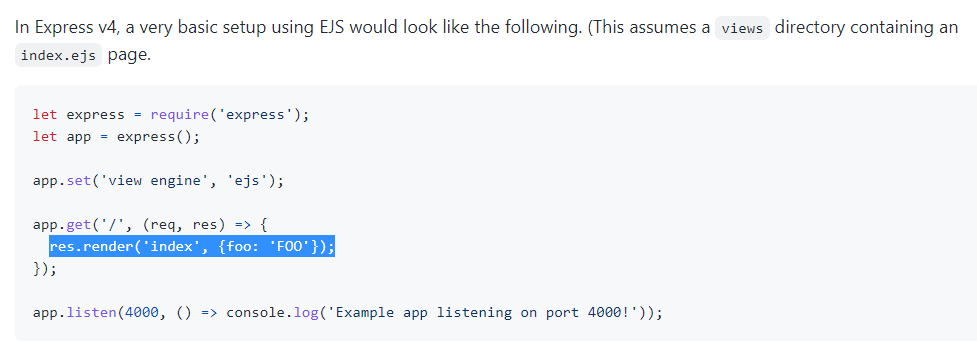 In Express v4, a very basic setup using EJS would look like the following. (This assumes a views directory containing an
index.ejs page.
let express = require('express');
let app = express();
app.set('view engine', 'ejs');
app.get('/', (req, res) => {
  res.render('index', {foo: 'FOO'});
});
app.listen(4000, () => console.log('Example app listening on port 4000!'));